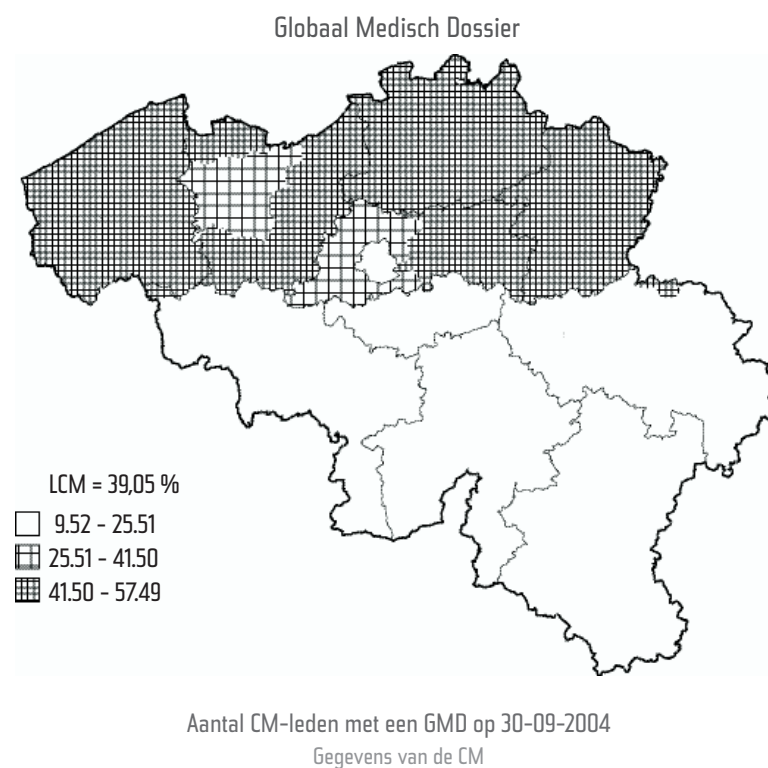 Globaal Medisch Dossier
LCM = 39,05 %
9.52 - 25.51
25.51 - 41.50
41.50 - 57.49
Aantal CM-leden met een GMD op 30-09-2004
Gegevens van de CM